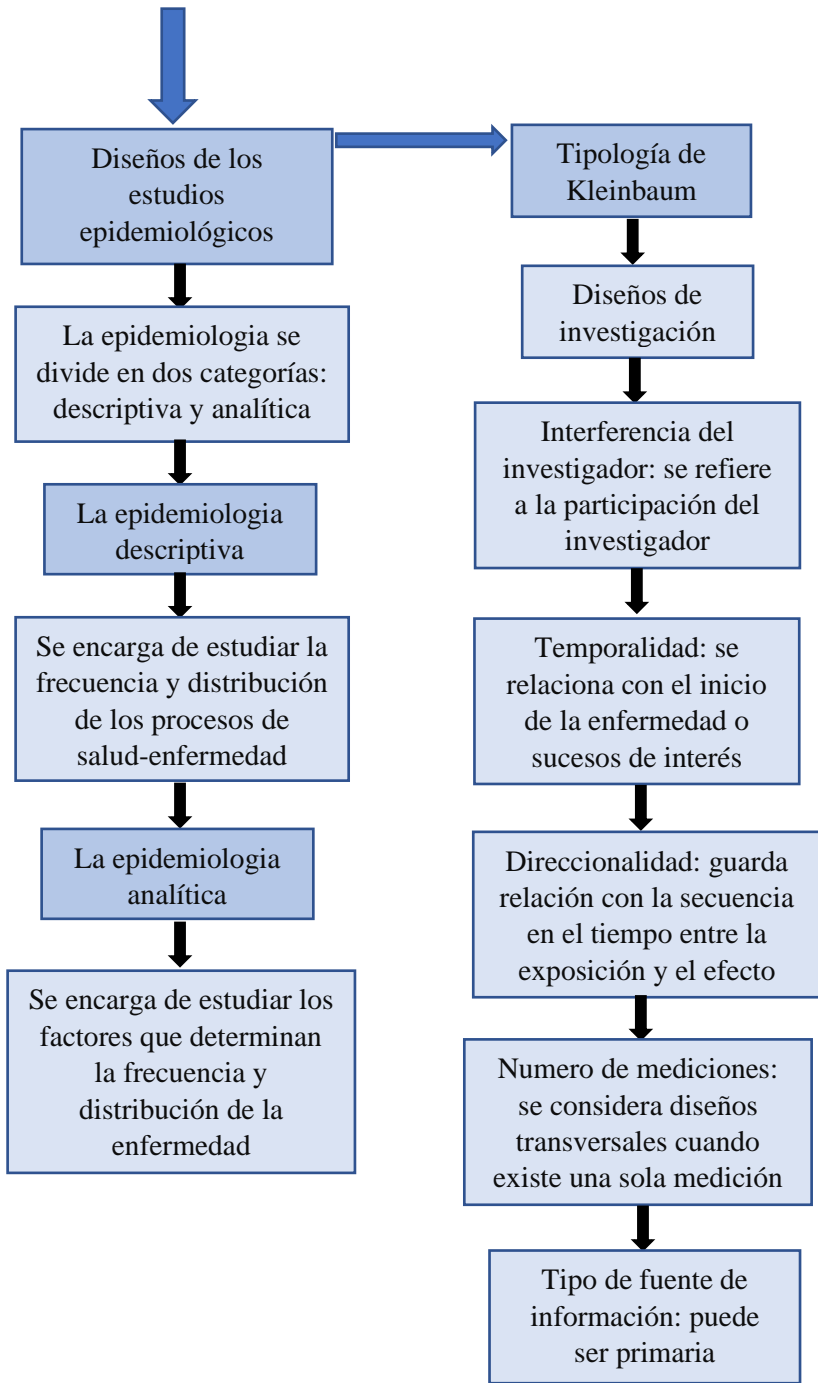 Diseños de los
estudios
epidemiológicos
La epidemiologia se
divide en dos categorías:
descriptiva y analítica
La epidemiologia
descriptiva
Se encarga de estudiar la
frecuencia y distribución
de los procesos de
salud-enfermedad
La epidemiologia
analítica
Se encarga de estudiar los
factores que determinan
la frecuencia y
distribución de la
enfermedad
Tipología de
Kleinbaum
Diseños de
investigación
Interferencia del
investigador: se refiere
a la participación del
investigador
Temporalidad: se
relaciona con el inicio
de la enfermedad o
sucesos de interés
Direccionalidad: guarda
relación con la secuencia
en el tiempo entre la
exposición y el efecto
Numero de mediciones:
se considera diseños
transversales cuando
existe una sola medición
Tipo de fuente de
información: puede
ser primaria